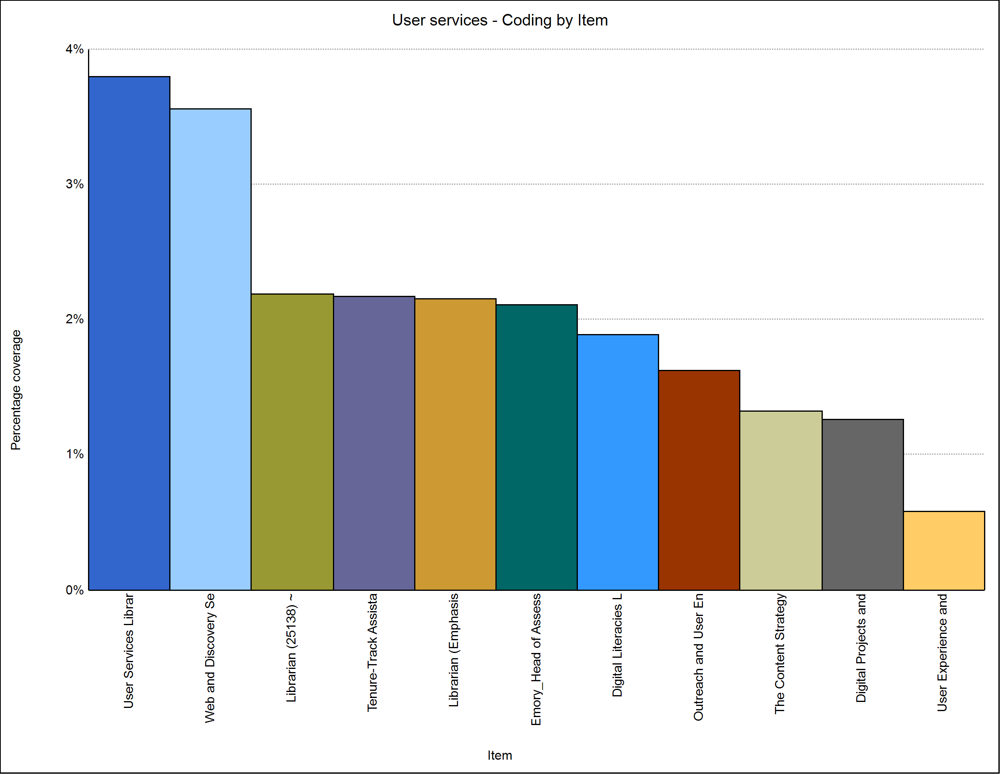 User services - Coding by Item
4%
3%
2%
1%
0%
Percentage coverage
User Services Librar
Web and Discovery Se
Librarian (25138) ~
Tenure-Track Assista
Librarian (Emphasis
Emory_Head of Assess
Digital Literacies L
Outreach and User En
The Content Strategy
Digital Projects and
User Experience and
Item